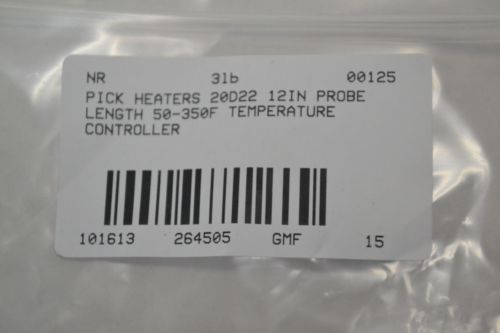 NR 31b 00125
PICK HEATERS 20D22 12IN PROBE
LENGTH 50-350F TEMPERATURE
CONTROLLER
101613 264505 GMF 15